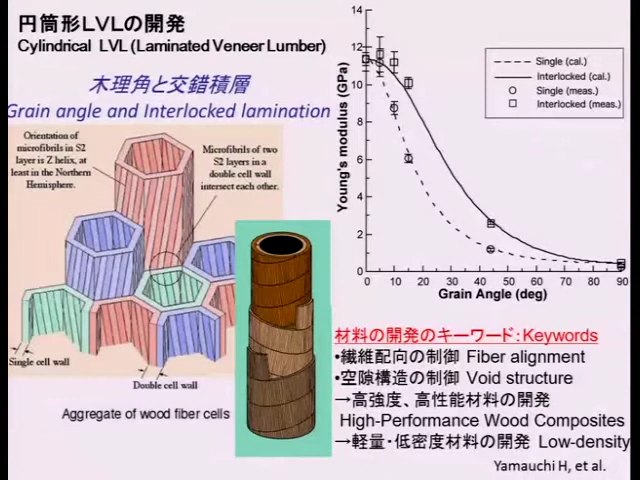 円筒形LVLの開発
Cylindrical LVL (Laminated Veneer Lumber)
木理角と交錯積層
Grain angle and Interlocked lamination
Orientation of
microfibrils in S2
layer is Z helix, at
least in the Northern
Hemisphere.
Microfibrils of two
S2 layers in a
double cell wall
intersect each other.
Single cell wall
Double cell wall
Aggregate of wood fiber cells
Young's modulus (GPa)
14
12
10
8
6
4
2
0
0 10 20 30 40 50 60 70 80 90
Grain Angle (deg)
Single (cal.)
Interlocked (cal.)
Single (meas.)
Interlocked (meas.)
材料の開発のキーワード:Keywords
•繊維配向の制御 Fiber alignment
•空隙構造の制御 Void structure
→高強度、高性能材料の開発
High-Performance Wood Composites
→軽量・低密度材料の開発 Low-density
Yamauchi H, et al.